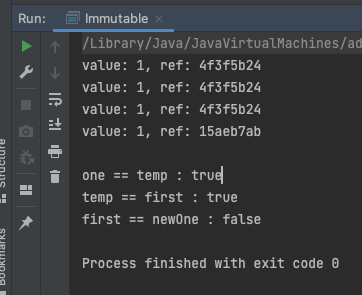 Run:
Immutable
/Library/Java/JavaVirtualMachines/ad
value: 1, ref: 4f3f5b24
value: 1, ref: 4f3f5b24
value: 1, ref: 4f3f5b24
value: 1, ref: 15aeb7ab
one == temp : true
temp == first : true
first == newOne : false
Process finished with exit code 0
Structure
Bookmarks